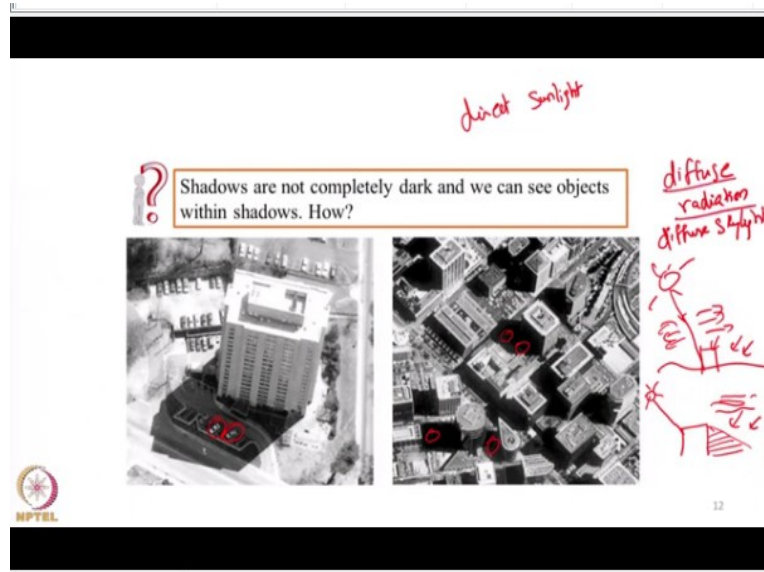 direct sunlight
Shadows are not completely dark and we can see objects
within shadows. How?
diffuse
radiation
diffuse skylight
NPTEL
12